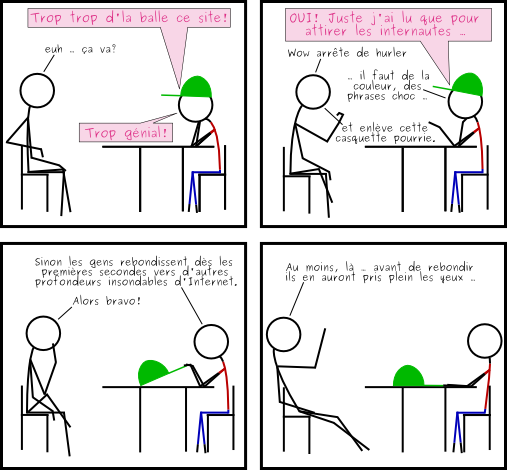 Trop trop d'la balle ce site!
euh .. ça va?
Trop génial!
OUI! Juste j'ai lu que pour
attirer les internautes ..
Wow arrête de hurler
.. il faut de la
couleur, des
phrases choc ..
et enlève cette
casquette pourrie.
Sinon les gens rebondissent dès les
premières secondes vers d'autres
protondeurs insondables d'Internet.
Alors bravo!
Au moins, là .. avant de rebondir
ils en auront pris plein les yeux ..